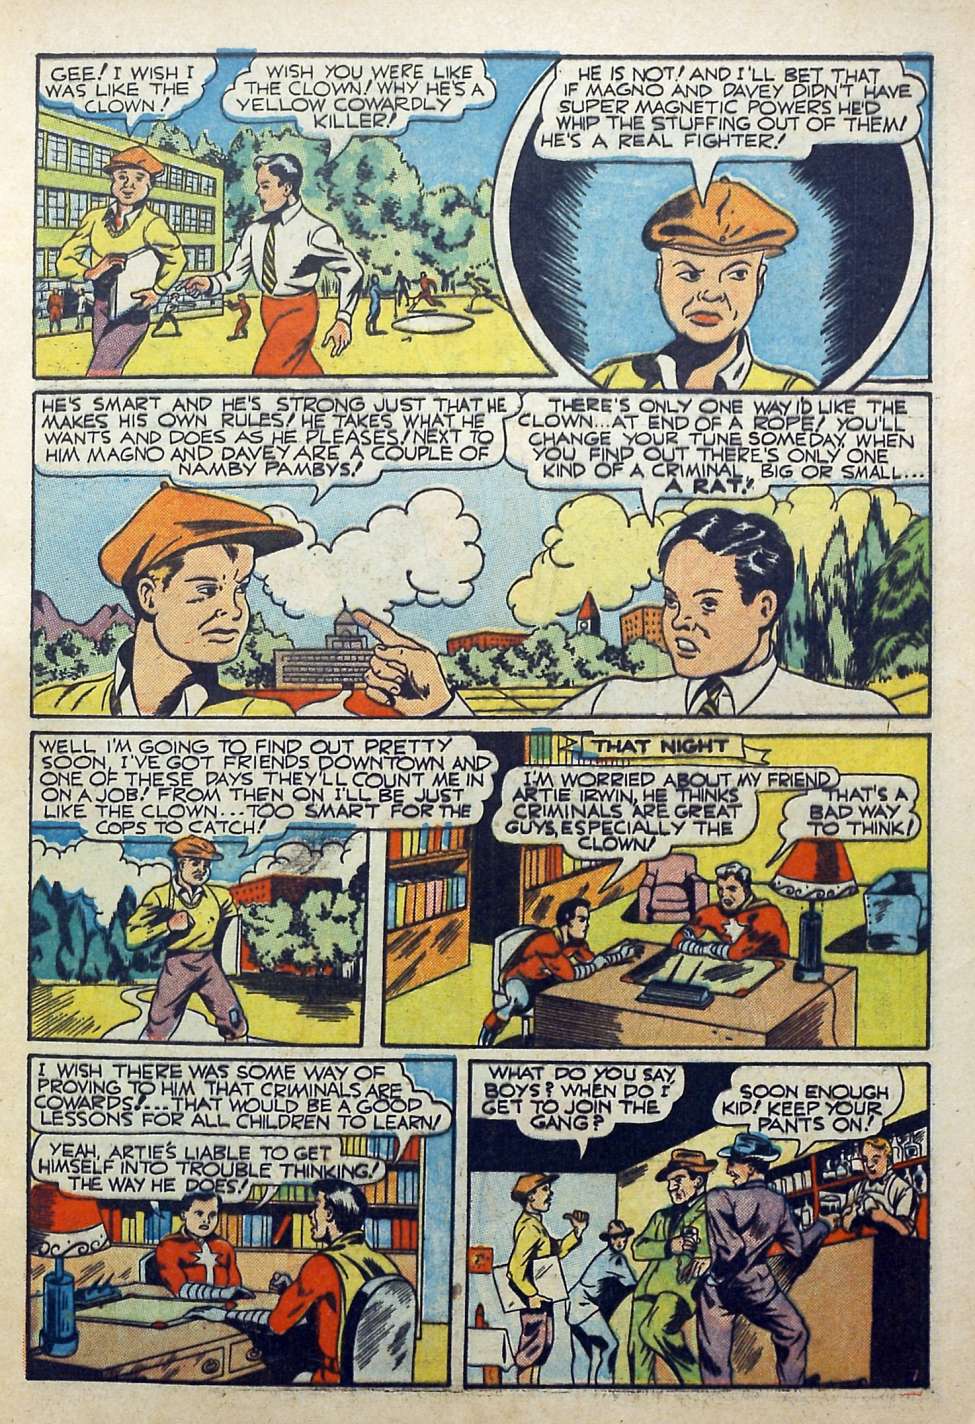 GEE! I WISH I
WAS LIKE THE
CLOWN!
WISH YOU WERE LIKE
THE CLOWN! WHY HE'S A
YELLOW COWARDLY
KILLER!
HE IS NOT! AND I'LL BET THAT
IF MAGNO AND DAVEY DIDN'T HAVE
SUPER MAGNETIC POWERS HE'D
WHIP THE STUFFING OUT OF THEM!
HE'S A REAL FIGHTER!
HE'S SMART AND HE'S STRONG JUST THAT HE
MAKES HIS OWN RULES! HE TAKES WHAT HE
WANTS AND DOES AS HE PLEASES! NEXT TO
HIM MAGNO AND DAVEY ARE A COUPLE OF
NAMBY PAMBYS!
THERE'S ONLY ONE WAY I'D LIKE THE
CLOWN...AT END OF A ROPE! YOU'LL
CHANGE YOUR TUNE SOMEDAY, WHEN
YOU FIND OUT THERE'S ONLY ONE
KIND OF A CRIMINAL, BIG OR SMALL...
A RAT!
WELL I'M GOING TO FIND OUT PRETTY
SOON, I'VE GOT FRIENDS DOWNTOWN AND
ONE OF THESE DAYS THEY'LL COUNT ME IN
ON A JOB! FROM THEN ON I'LL BE JUST
LIKE THE CLOWN...TOO SMART FOR THE
COPS TO CATCH!
THAT NIGHT
I'M WORRIED ABOUT MY FRIEND
ARTIE IRWIN, HE THINKS
CRIMINALS ARE GREAT
GUYS, ESPECIALLY THE
CLOWN!
THAT'S A
BAD WAY
TO THINK!
I WISH THERE WAS SOME WAY OF
PROVING TO HIM THAT CRIMINALS ARE
COWARDS!...THAT WOULD BE A GOOD
LESSONS FOR ALL CHILDREN TO LEARN!
YEAH, ARTIE'S LIABLE TO GET
HIMSELF INTO TROUBLE THINKING!
THE WAY HE DOES!
WHAT DO YOU SAY,
BOYS? WHEN DO I
GET TO JOIN THE
GANG?
SOON ENOUGH
KID! KEEP YOUR
PANTS ON!